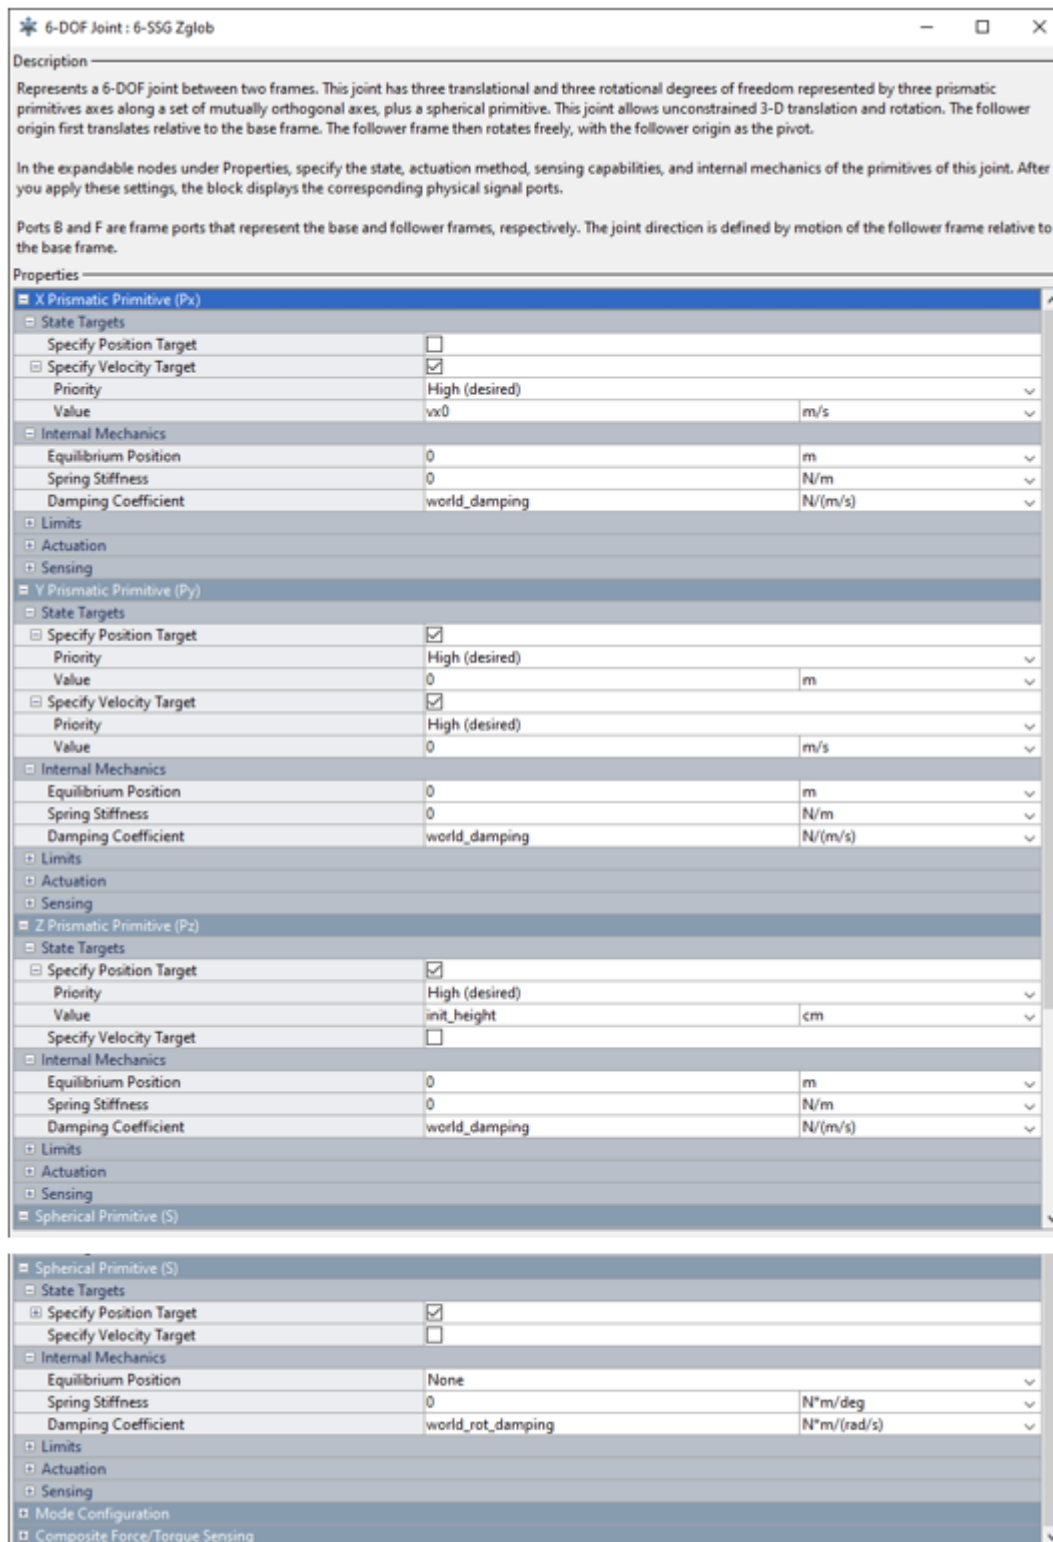 6-DOF Joint : 6-SSG Zglob
Description
Represents a 6-DOF joint between two frames. This joint has three translational and three rotational degrees of freedom represented by three prismatic
primitives axes along a set of mutually orthogonal axes, plus a spherical primitive. This joint allows unconstrained 3-D translation and rotation. The follower
origin first translates relative to the base frame. The follower frame then rotates freely, with the follower origin as the pivot.
In the expandable nodes under Properties, specify the state, actuation method, sensing capabilities, and internal mechanics of the primitives of this joint. After
you apply these settings, the block displays the corresponding physical signal ports.
Ports B and F are frame ports that represent the base and follower frames, respectively. The joint direction is defined by motion of the follower frame relative to
the base frame.
Properties
X Prismatic Primitive (Px)
State Targets
Specify Position Target
Specify Velocity Target
Priority High (desired)
Value vx0 m/s
Internal Mechanics
Equilibrium Position 0 m
Spring Stiffness 0 N/m
Damping Coefficient world_damping N/(m/s)
Limits
Actuation
Sensing
Y Prismatic Primitive (Py)
State Targets
Specify Position Target
Priority High (desired)
Value 0 m
Specify Velocity Target
Priority High (desired)
Value 0 m/s
Internal Mechanics
Equilibrium Position 0 m
Spring Stiffness 0 N/m
Damping Coefficient world_damping N/(m/s)
Limits
Actuation
Sensing
Z Prismatic Primitive (Pz)
State Targets
Specify Position Target
Priority High (desired)
Value init_height cm
Specify Velocity Target
Internal Mechanics
Equilibrium Position 0 m
Spring Stiffness 0 N/m
Damping Coefficient world_damping N/(m/s)
Limits
Actuation
Sensing
Spherical Primitive (S)
Spherical Primitive (S)
State Targets
Specify Position Target
Specify Velocity Target
Internal Mechanics
Equilibrium Position None
Spring Stiffness 0 N*m/deg
Damping Coefficient world_rot_damping N*m/(rad/s)
Limits
Actuation
Sensing
Mode Configuration
Composite Force/Torque Sensing